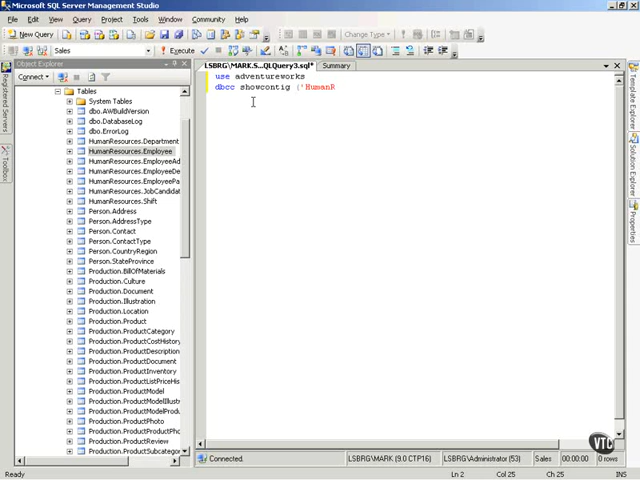 Microsoft SQL Server Management Studio
File Edit View Query Project Tools Window Community Help
New Query
Change Type
Sales
Execute
Object Explorer
Connect
Tables
System Tables
dbo.AWBuildVersion
dbo.DatabaseLog
dbo.ErrorLog
HumanResources.Department
HumanResources.Employee
HumanResources.EmployeeAd
HumanResources.EmployeeDe
HumanResources.EmployeePa
HumanResources.JobCandidat
HumanResources.Shift
Person.Address
Person.AddressType
Person.Contact
Person.ContactType
Person.CountryRegion
Person.StateProvince
Production.BillOfMaterials
Production.Culture
Production.Document
Production.Illustration
Production.Location
Production.Product
Production.ProductCategory
Production.ProductCostHistory
Production.ProductDescription
Production.ProductDocument
Production.ProductInventory
Production.ProductListPriceHis
Production.ProductModel
Production.ProductModelIllustr
Production.ProductModelProdu
Production.ProductPhoto
Production.ProductProductPho
Production.ProductReview
Production.ProductSubcategor
LSBRG\MARK.S...QLQuery3.sql* Summary
use adventureworks
dbcc showcontig ('HumanR
Registered Servers
Toolbox
Template Explorer
Solution Explorer
Properties
VTC
Connected. LSBRG\MARK (9.0 CTP16) LSBRG\Administrator (53) Sales 00:00:00 0 rows
Ready Ln 2 Col 25 Ch 25 INS